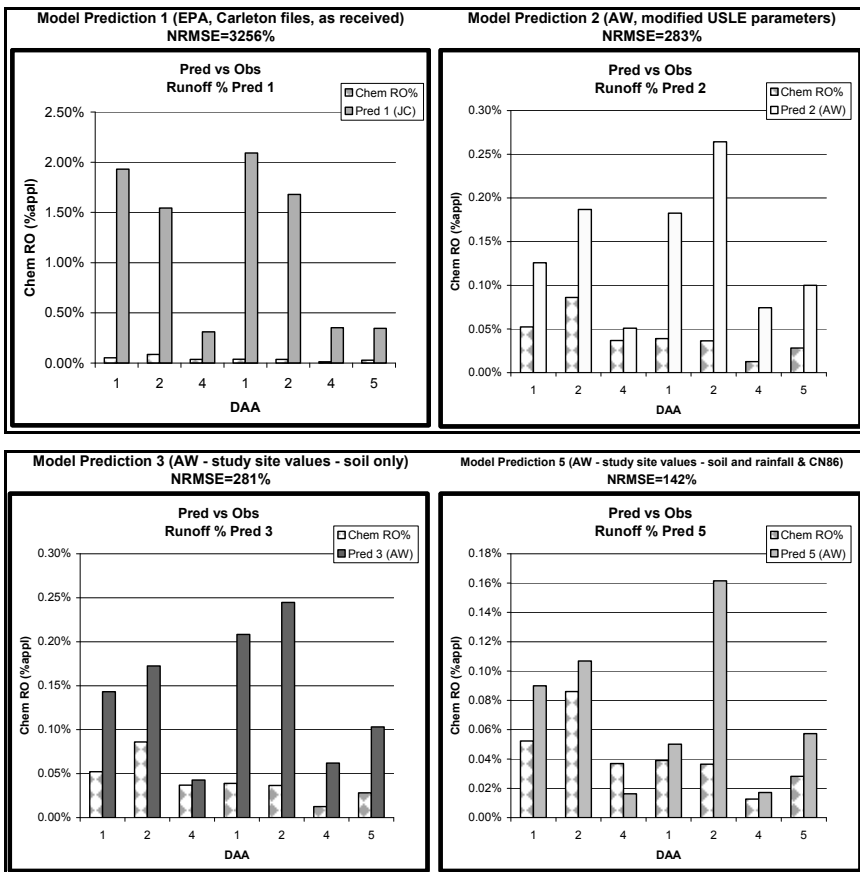 Model Prediction 1 (EPA, Carleton files, as received)
NRMSE=3256%
Pred vs Obs
Runoff % Pred 1
Chem RO%
Pred 1 (JC)
2.50%
2.00%
1.50%
1.00%
0.50%
0.00%
Chem RO (%appl)
1 2 4 1 2 4 5
DAA
Model Prediction 2 (AW, modified USLE parameters)
NRMSE=283%
Pred vs Obs
Runoff % Pred 2
Chem RO%
Pred 2 (AW)
0.30%
0.25%
0.20%
0.15%
0.10%
0.05%
0.00%
Chem RO (%appl)
1 2 4 1 2 4 5
DAA
Model Prediction 3 (AW - study site values - soil only)
NRMSE=281%
Pred vs Obs
Runoff % Pred 3
Chem RO%
Pred 3 (AW)
0.30%
0.25%
0.20%
0.15%
0.10%
0.05%
0.00%
Chem RO (%appl)
1 2 4 1 2 4 5
DAA
Model Prediction 5 (AW - study site values - soil and rainfall & CN86)
NRMSE=142%
Pred vs Obs
Runoff % Pred 5
Chem RO%
Pred 5 (AW)
0.18%
0.16%
0.14%
0.12%
0.10%
0.08%
0.06%
0.04%
0.02%
0.00%
Chem RO (%appl)
1 2 4 1 2 4 5
DAA